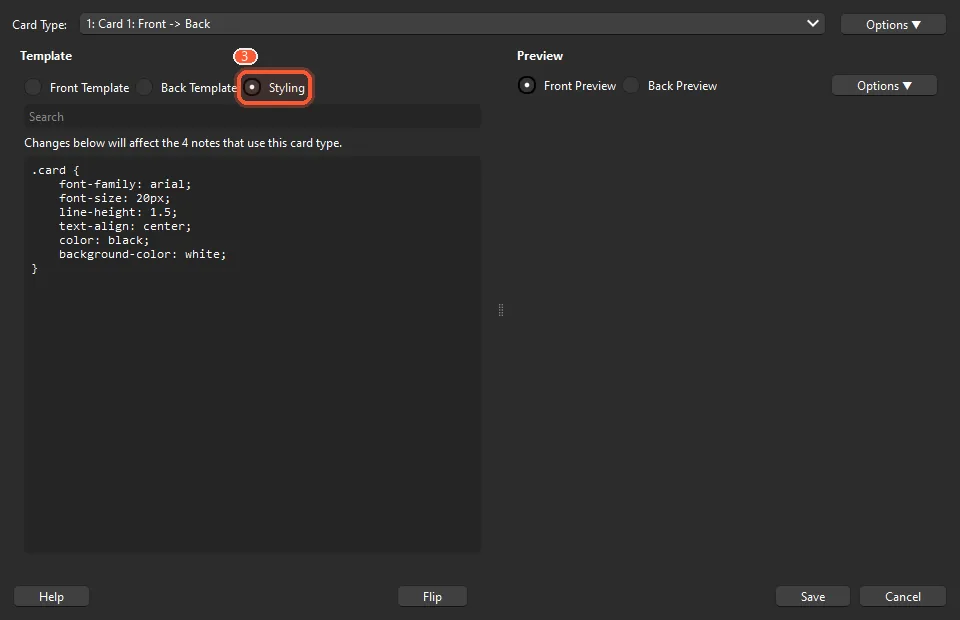 Card Type: 1: Card 1: Front -> Back Options ▼
Template 3 Preview
Front Template Back Template Styling Front Preview Back Preview Options ▼
Search
Changes below will affect the 4 notes that use this card type.
.card {
    font-family: arial;
    font-size: 20px;
    line-height: 1.5;
    text-align: center;
    color: black;
    background-color: white;
}
Help Flip Save Cancel